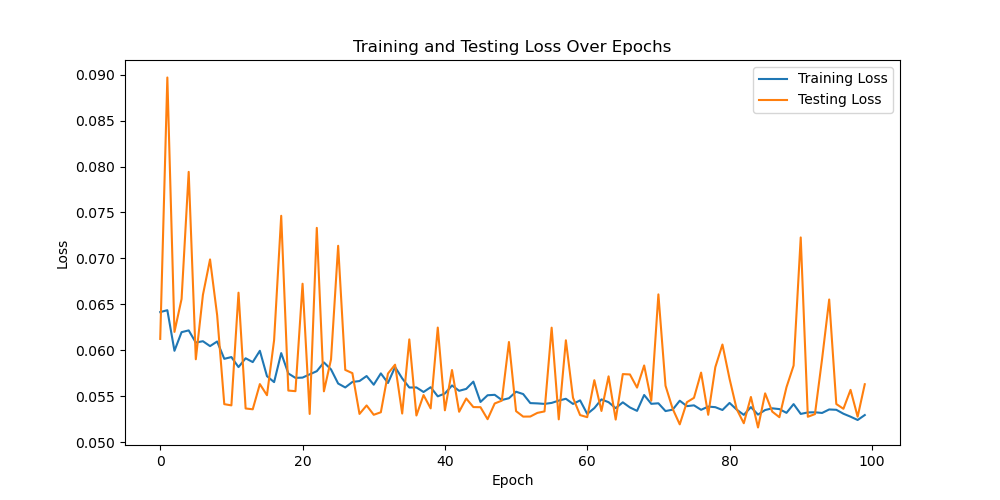 Training and Testing Loss Over Epochs
Training Loss
Testing Loss
0.090
0.085
0.080
0.075
0.070
0.065
0.060
0.055
0.050
Loss
0 20 40 60 80 100
Epoch